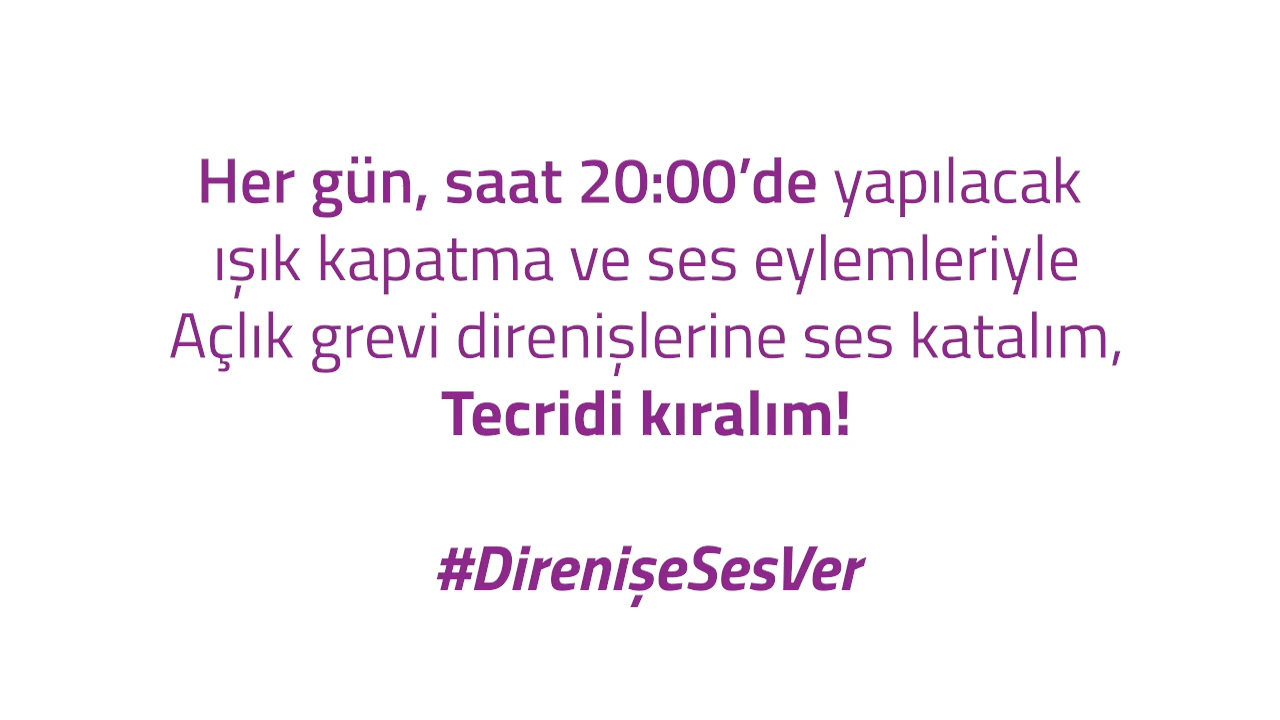 Her gün, saat 20:00’de yapılacak
ışık kapatma ve ses eylemleriyle
Açlık grevi direnişlerine ses katalım,
Tecridi kıralım!
#DirenişeSesVer